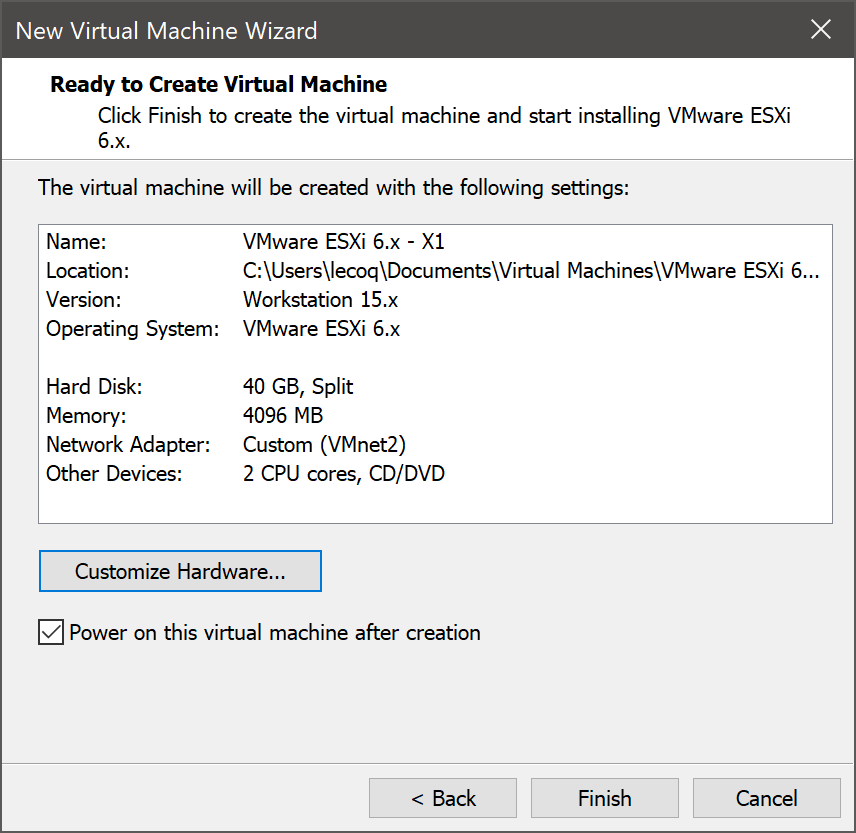 New Virtual Machine Wizard
Ready to Create Virtual Machine
Click Finish to create the virtual machine and start installing VMware ESXi
6.x.
The virtual machine will be created with the following settings:
Name: VMware ESXi 6.x - X1
Location: C:\Users\lecoq\Documents\Virtual Machines\VMware ESXi 6...
Version: Workstation 15.x
Operating System: VMware ESXi 6.x
Hard Disk: 40 GB, Split
Memory: 4096 MB
Network Adapter: Custom (VMnet2)
Other Devices: 2 CPU cores, CD/DVD
Customize Hardware...
Power on this virtual machine after creation
< Back Finish Cancel